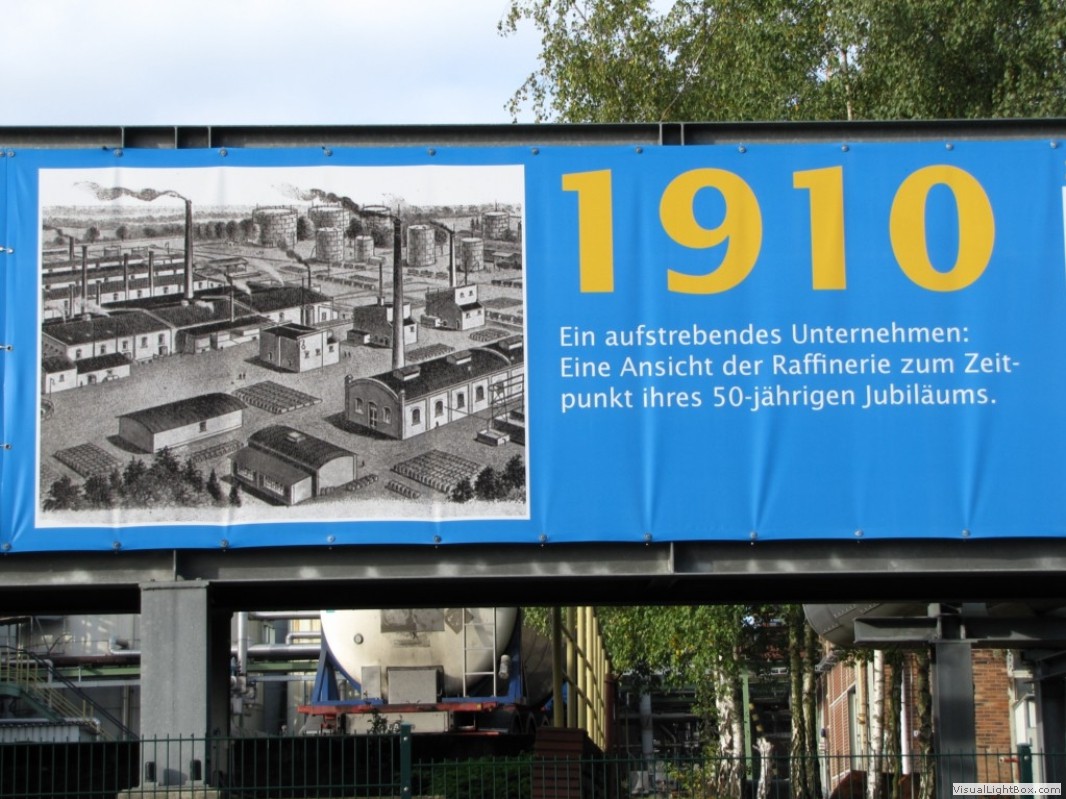 1910
Ein aufstrebendes Unternehmen:
Eine Ansicht der Raffinerie zum Zeit-
punkt ihres 50-jährigen Jubiläums.
VisualLightBox.com